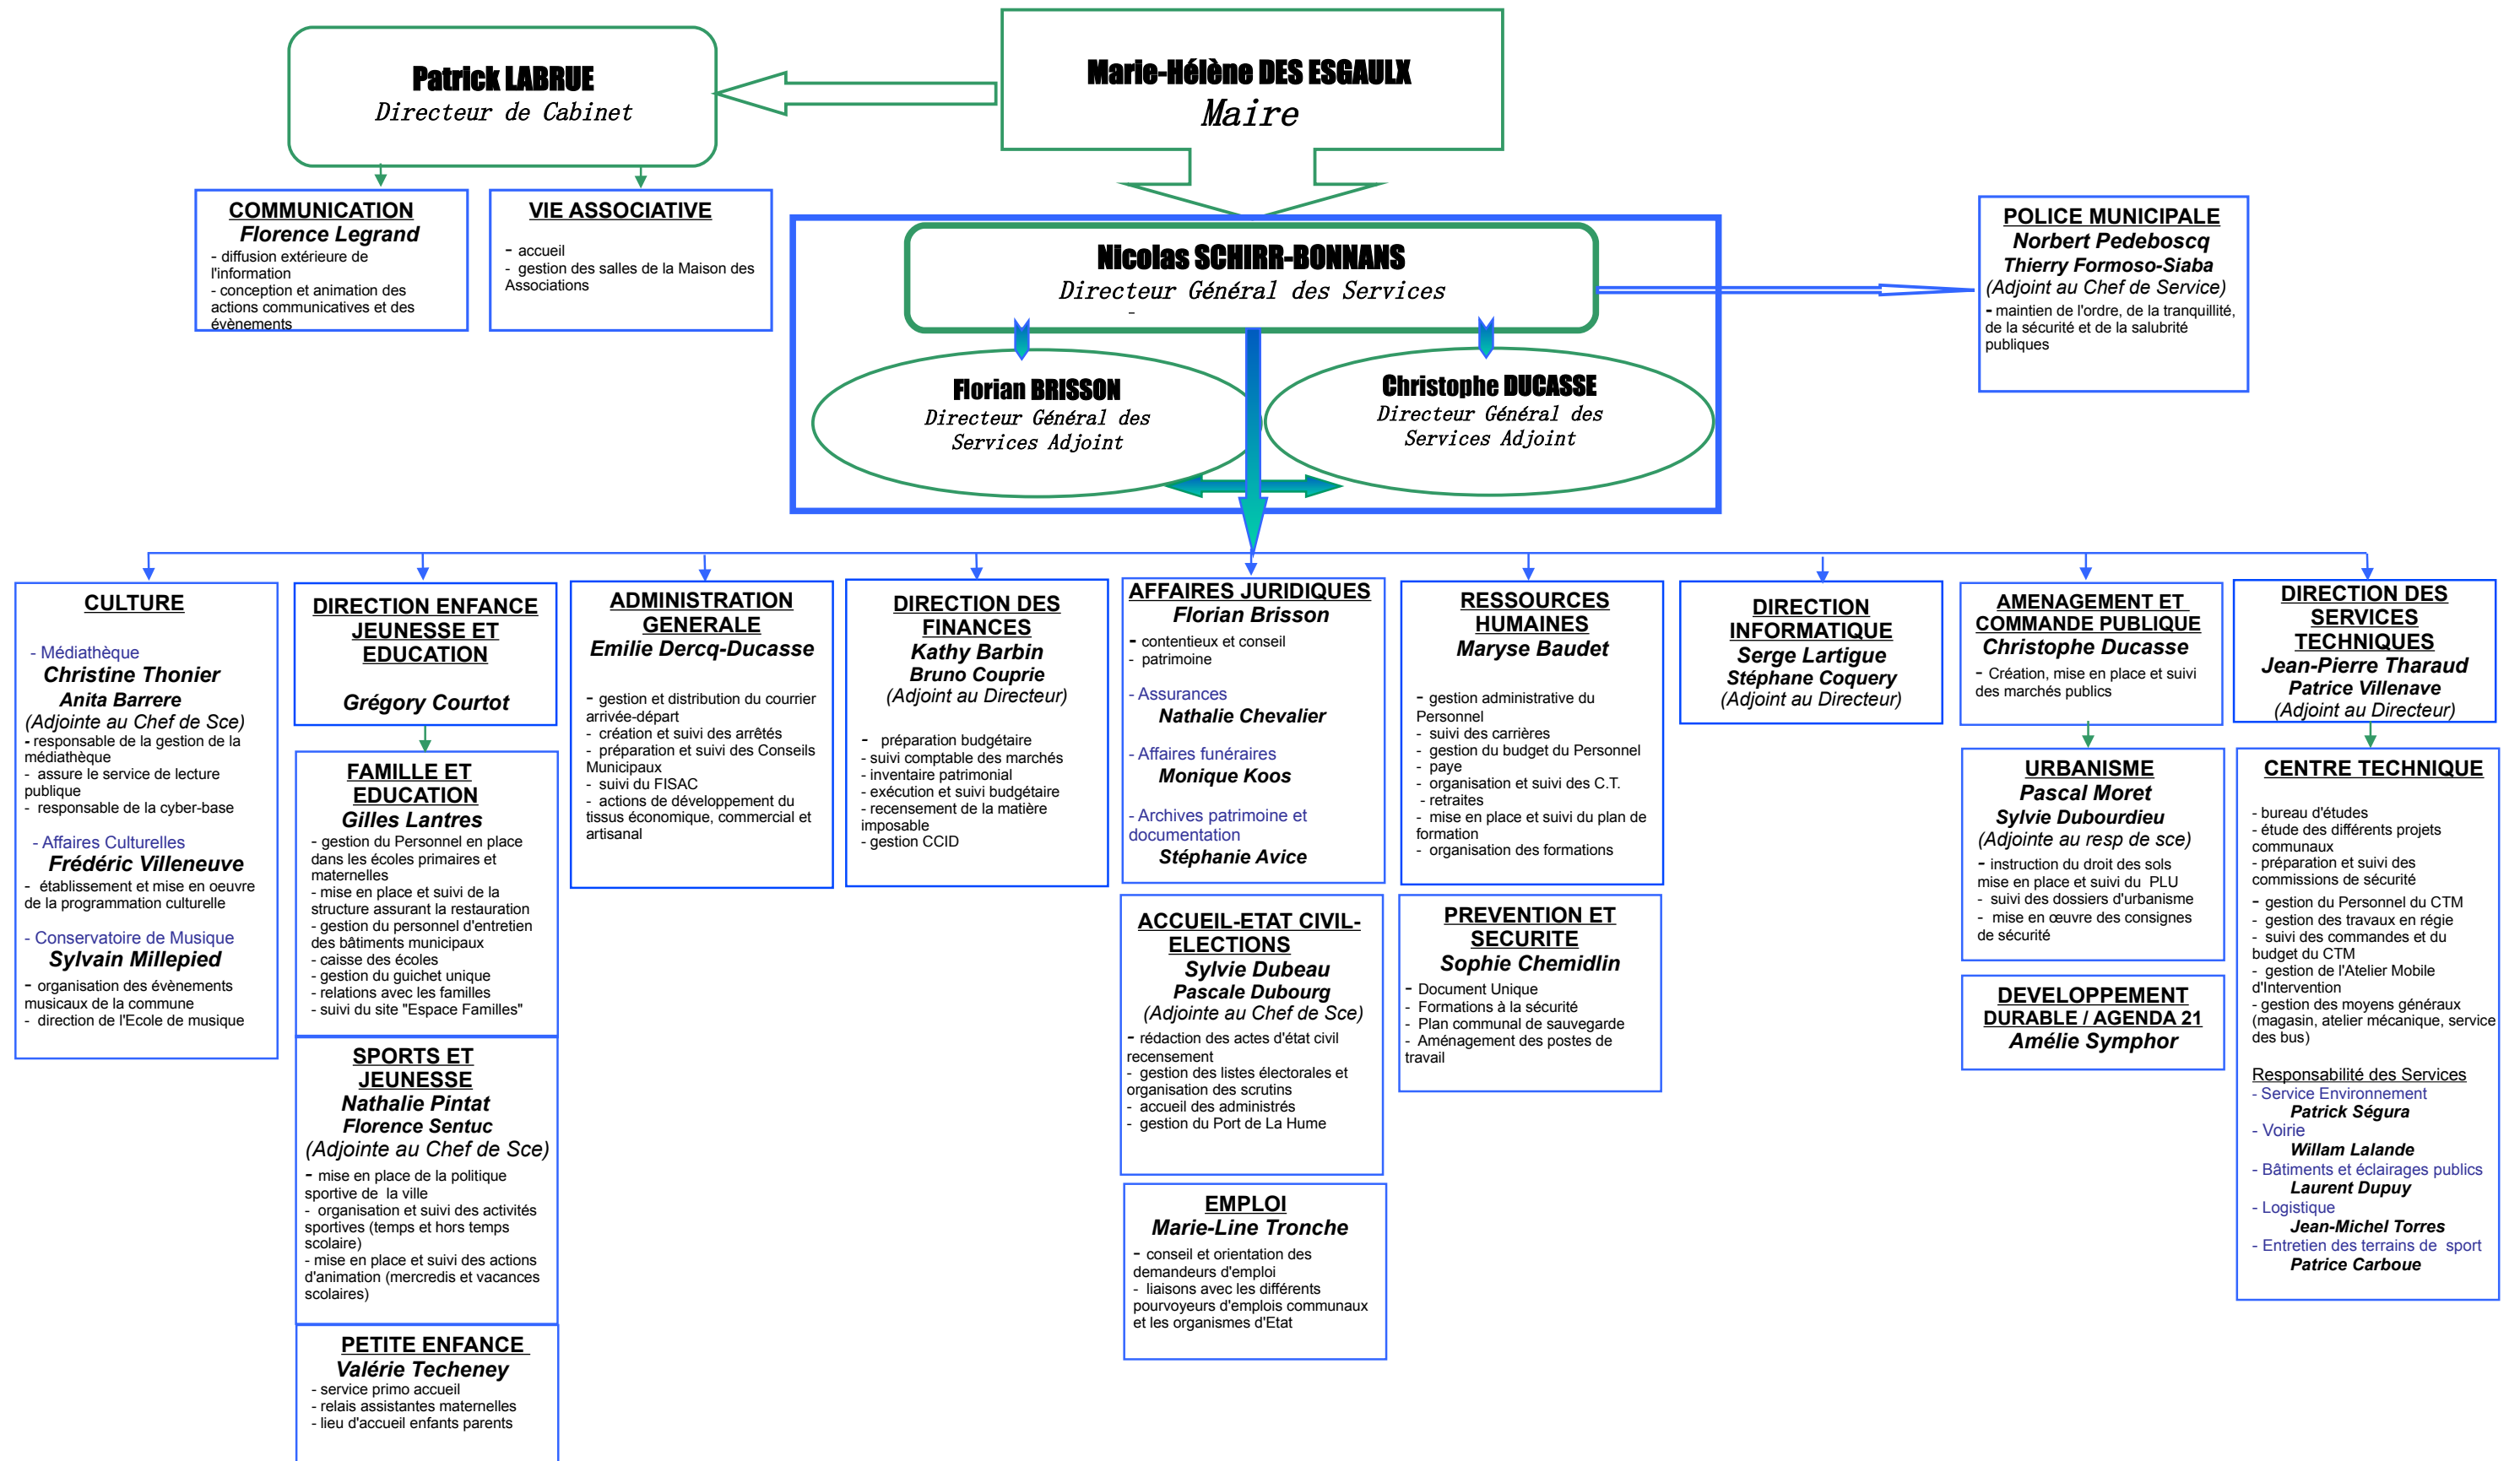 Patrick LABRUE
Directeur de Cabinet
Marie-Hélène DES ESGAULX
Maire
COMMUNICATION
Florence Legrand
- diffusion extérieure de
l'information
- conception et animation des
actions communicatives et des
évènements
VIE ASSOCIATIVE
- accueil
- gestion des salles de la Maison des
Associations
Nicolas SCHIRR-BONNANS
Directeur Général des Services
-
Florian BRISSON
Directeur Général des
Services Adjoint
Christophe DUCASSE
Directeur Général des
Services Adjoint
POLICE MUNICIPALE
Norbert Pedeboscq
Thierry Formoso-Siaba
(Adjoint au Chef de Service)
- maintien de l'ordre, de la tranquillité,
de la sécurité et de la salubrité
publiques
CULTURE
- Médiathèque
Christine Thonier
Anita Barrere
(Adjointe au Chef de Sce)
- responsable de la gestion de la
médiathèque
- assure le service de lecture
publique
- responsable de la cyber-base
- Affaires Culturelles
Frédéric Villeneuve
- établissement et mise en oeuvre
de la programmation culturelle
- Conservatoire de Musique
Sylvain Millepied
- organisation des évènements
musicaux de la commune
- direction de l'Ecole de musique
DIRECTION ENFANCE
JEUNESSE ET
EDUCATION
Grégory Courtot
FAMILLE ET
EDUCATION
Gilles Lantres
- gestion du Personnel en place
dans les écoles primaires et
maternelles
- mise en place et suivi de la
structure assurant la restauration
- gestion du personnel d'entretien
des bâtiments municipaux
- caisse des écoles
- gestion du guichet unique
- relations avec les familles
- suivi du site "Espace Familles"
SPORTS ET
JEUNESSE
Nathalie Pintat
Florence Sentuc
(Adjointe au Chef de Sce)
- mise en place de la politique
sportive de la ville
- organisation et suivi des activités
sportives (temps et hors temps
scolaire)
- mise en place et suivi des actions
d'animation (mercredis et vacances
scolaires)
PETITE ENFANCE
Valérie Techeney
- service primo accueil
- relais assistantes maternelles
- lieu d'accueil enfants parents
ADMINISTRATION
GENERALE
Emilie Dercq-Ducasse
- gestion et distribution du courrier
arrivée-départ
- création et suivi des arrêtés
- préparation et suivi des Conseils
Municipaux
- suivi du FISAC
- actions de développement du
tissus économique, commercial et
artisanal
DIRECTION DES
FINANCES
Kathy Barbin
Bruno Couprie
(Adjoint au Directeur)
- préparation budgétaire
- suivi comptable des marchés
- inventaire patrimonial
- exécution et suivi budgétaire
- recensement de la matière
imposable
- gestion CCID
AFFAIRES JURIDIQUES
Florian Brisson
- contentieux et conseil
- patrimoine
- Assurances
Nathalie Chevalier
- Affaires funéraires
Monique Koos
- Archives patrimoine et
documentation
Stéphanie Avice
ACCUEIL-ETAT CIVIL-
ELECTIONS
Sylvie Dubeau
Pascale Dubourg
(Adjointe au Chef de Sce)
- rédaction des actes d'état civil
recensement
- gestion des listes électorales et
organisation des scrutins
- accueil des administrés
- gestion du Port de La Hume
EMPLOI
Marie-Line Tronche
- conseil et orientation des
demandeurs d'emploi
- liaisons avec les différents
pourvoyeurs d'emplois communaux
et les organismes d'Etat
RESSOURCES
HUMAINES
Maryse Baudet
- gestion administrative du
Personnel
- suivi des carrières
- gestion du budget du Personnel
- paye
- organisation et suivi des C.T.
- retraites
- mise en place et suivi du plan de
formation
- organisation des formations
PREVENTION ET
SECURITE
Sophie Chemidlin
- Document Unique
- Formations à la sécurité
- Plan communal de sauvegarde
- Aménagement des postes de
travail
DIRECTION
INFORMATIQUE
Serge Lartigue
Stéphane Coquery
(Adjoint au Directeur)
AMENAGEMENT ET
COMMANDE PUBLIQUE
Christophe Ducasse
- Création, mise en place et suivi
des marchés publics
URBANISME
Pascal Moret
Sylvie Dubourdieu
(Adjointe au resp de sce)
- instruction du droit des sols
mise en place et suivi du PLU
- suivi des dossiers d'urbanisme
- mise en œuvre des consignes
de sécurité
DEVELOPPEMENT
DURABLE / AGENDA 21
Amélie Symphor
DIRECTION DES
SERVICES
TECHNIQUES
Jean-Pierre Tharaud
Patrice Villenave
(Adjoint au Directeur)
CENTRE TECHNIQUE
- bureau d'études
- étude des différents projets
communaux
- préparation et suivi des
commissions de sécurité
- gestion du Personnel du CTM
- gestion des travaux en régie
- suivi des commandes et du
budget du CTM
- gestion de l'Atelier Mobile
d'Intervention
- gestion des moyens généraux
(magasin, atelier mécanique, service
des bus)
Responsabilité des Services
- Service Environnement
Patrick Ségura
- Voirie
Willam Lalande
- Bâtiments et éclairages publics
Laurent Dupuy
- Logistique
Jean-Michel Torres
- Entretien des terrains de sport
Patrice Carboue